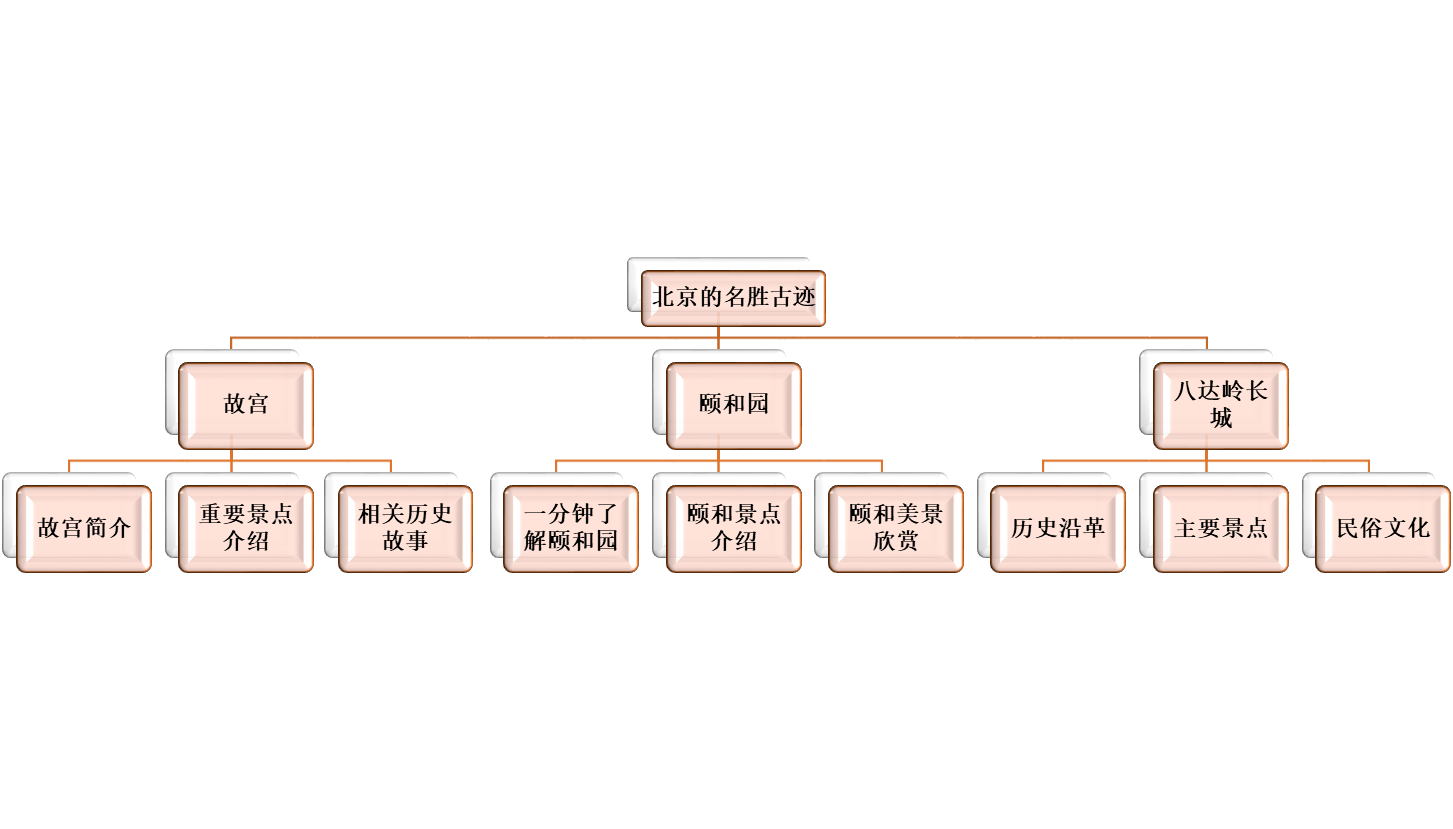 北京的名胜古迹
故宫
颐和园
八达岭长
城
故宫简介
重要景点
介绍
相关历史
故事
一分钟了
解颐和园
颐和景点
介绍
颐和美景
欣赏
历史沿革
主要景点
民俗文化